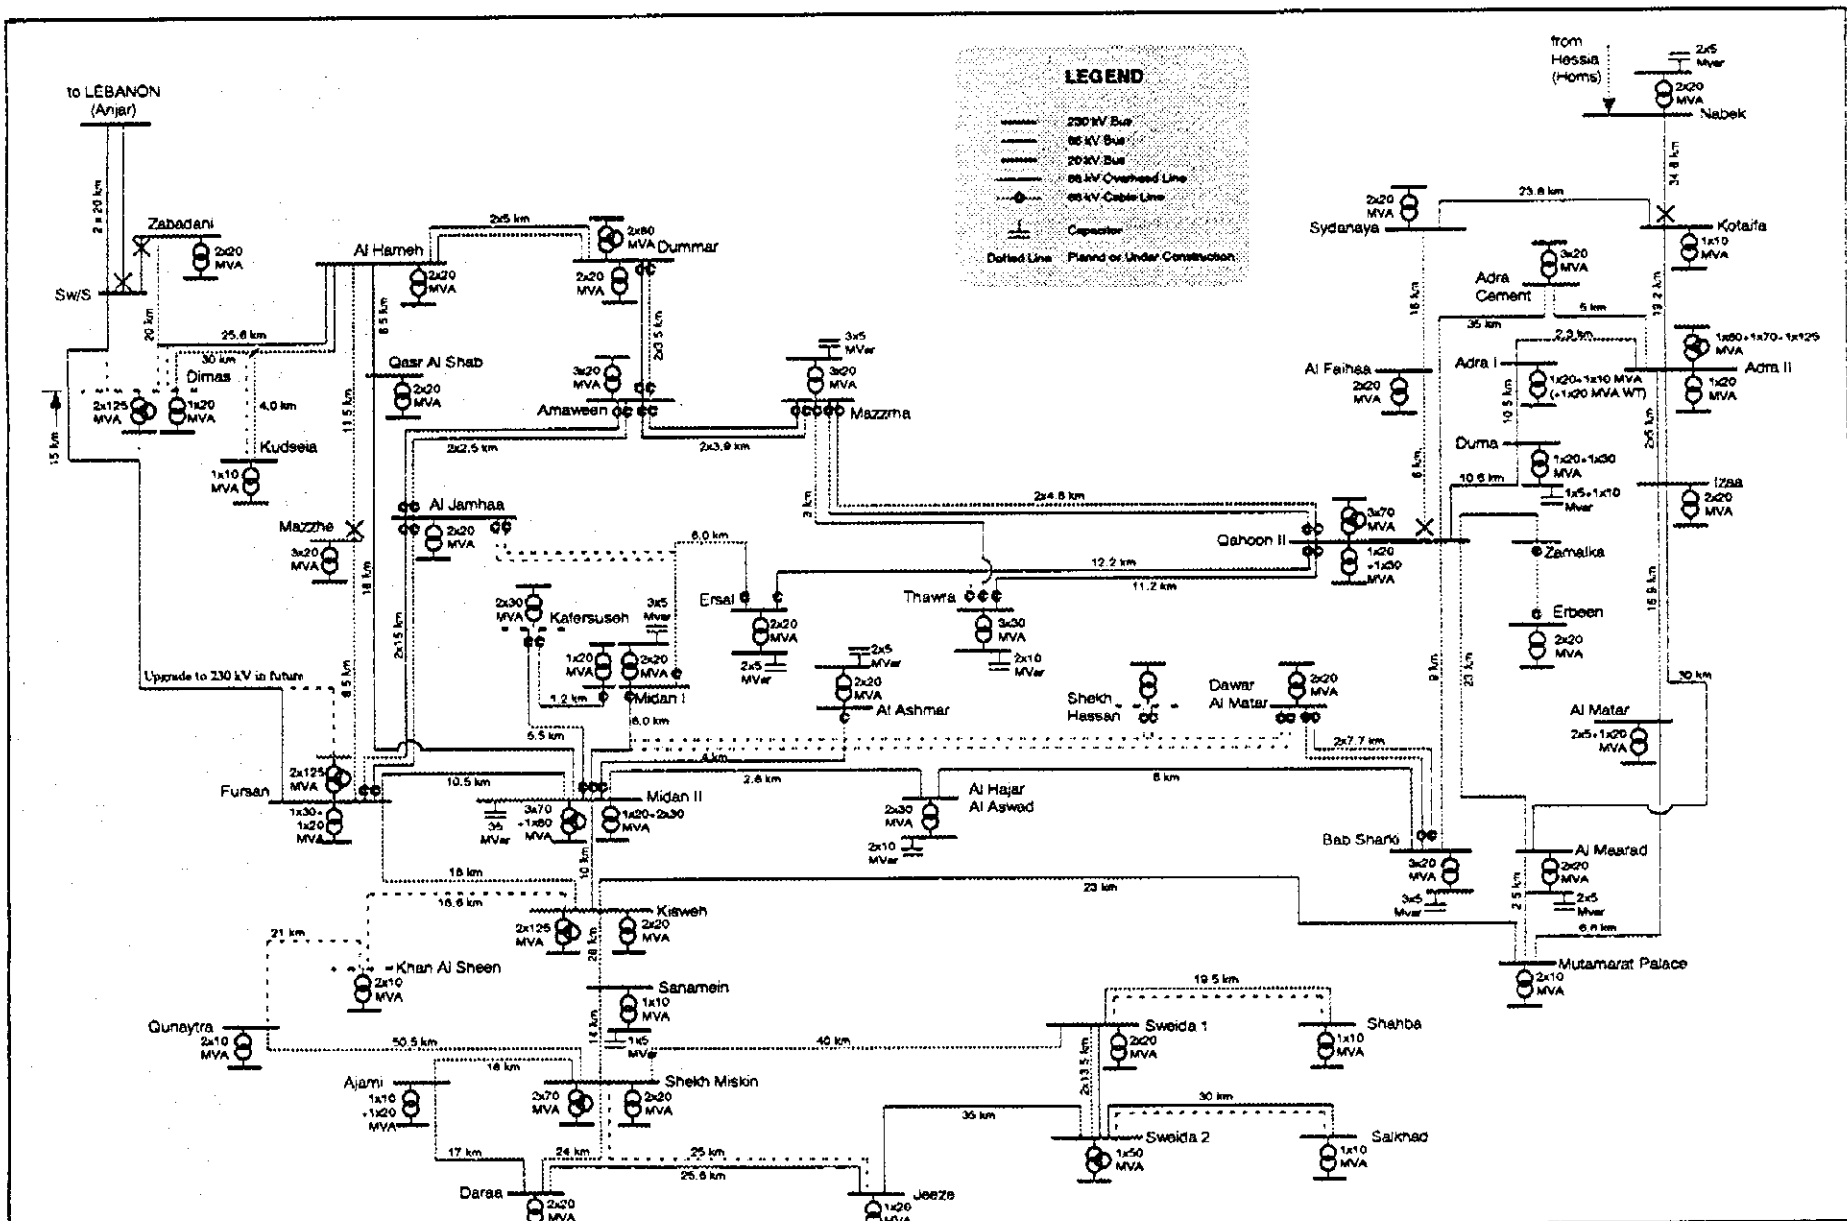 to LEBANON
(Anjar)
2 x 20 km
Zabadani
2x20
MVA
Sw/S
20 km
25.6 km
30 km
Dimas
2x125
MVA
1x20
MVA
15 km
4.0 km
Kudseia
1x10
MVA
Al Hameh
2x20
MVA
2x5 km
2x60
MVA
Dummar
2x20
MVA
11.5 km
Qasr Al Shab
2x20
MVA
2x3.5 km
3x20
MVA
Amaween
3x5
MVar
3x20
MVA
Mazzrha
2x2.5 km
2x3.9 km
Mazzhe
3x20
MVA
18 km
Al Jamhaa
2x20
MVA
3 km
2x4.8 km
6.0 km
2x15 km
2x30
MVA
Kafersuseh
3x5
MVar
1x20
MVA
2x20
MVA
Midan I
1.2 km
5.5 km
6.0 km
Ersal
2x20
MVA
2x5
MVar
12.2 km
11.2 km
Thawra
3x30
MVA
2x10
MVar
2x5
MVar
2x20
MVA
Al Ashmar
4 km
Shekh
Hassan
Dawar
Al Matar
2x20
MVA
2x7.7 km
Upgrade to 230 kV in future
8.5 km
Fursan
2x125
MVA
1x30+
1x20
MVA
10.5 km
Midan II
35
MVar
3x70
+1x80
MVA
1x20+2x30
MVA
2.8 km
Al Hajar
Al Aswad
2x30
MVA
2x10
MVar
8 km
Bab Sharki
3x20
MVA
3x5
Mvar
LEGEND
230 kV Bus
66 kV Bus
20 kV Bus
66 kV Overhead Line
66 kV Cable Line
Capacitor
Dotted Line
Plannd or Under Construction
from
Hessia
(Homs)
2x5
Mvar
2x20
MVA
Nabek
34.8 km
23.8 km
2x20
MVA
Sydanaya
Kotaifa
1x10
MVA
3x20
MVA
Adra
Cement
35 km
5 km
19.2 km
16 km
2.3 km
1x80+1x70+1x125
MVA
Adra II
1x20
MVA
Adra I
1x20+1x10 MVA
(+1x20 MVA WT)
Al Faihaa
2x20
MVA
10.5 km
Duma
1x20+1x30
MVA
1x5+1x10
Mvar
10.6 km
2x5 km
Izaa
2x20
MVA
6 km
3x70
MVA
Qahoon II
1x20
+1x30
MVA
Zamalka
Erbeen
2x20
MVA
16.9 km
30 km
9 km
23 km
Al Matar
2x5+1x20
MVA
Al Maarad
2x20
MVA
2x5
Mvar
2.5 km
6.6 km
Mutamarat Palace
2x10
MVA
18 km
10 km
23 km
16.6 km
Kisweh
2x125
MVA
2x20
MVA
21 km
Khan Al Sheen
2x10
MVA
28 km
Sanamein
1x10
MVA
1x5
MVar
Qunaytra
2x10
MVA
50.5 km
14 km
40 km
Ajami
1x10
+1x20
MVA
18 km
Shekh Miskin
2x70
MVA
2x20
MVA
Sweida 1
2x20
MVA
19.5 km
Shahba
1x10
MVA
2x13.5 km
35 km
30 km
Sweida 2
1x50
MVA
Salkhad
1x10
MVA
17 km
24 km
25 km
25.6 km
Daraa
2x20
MVA
Jeeze
1x20
MVA